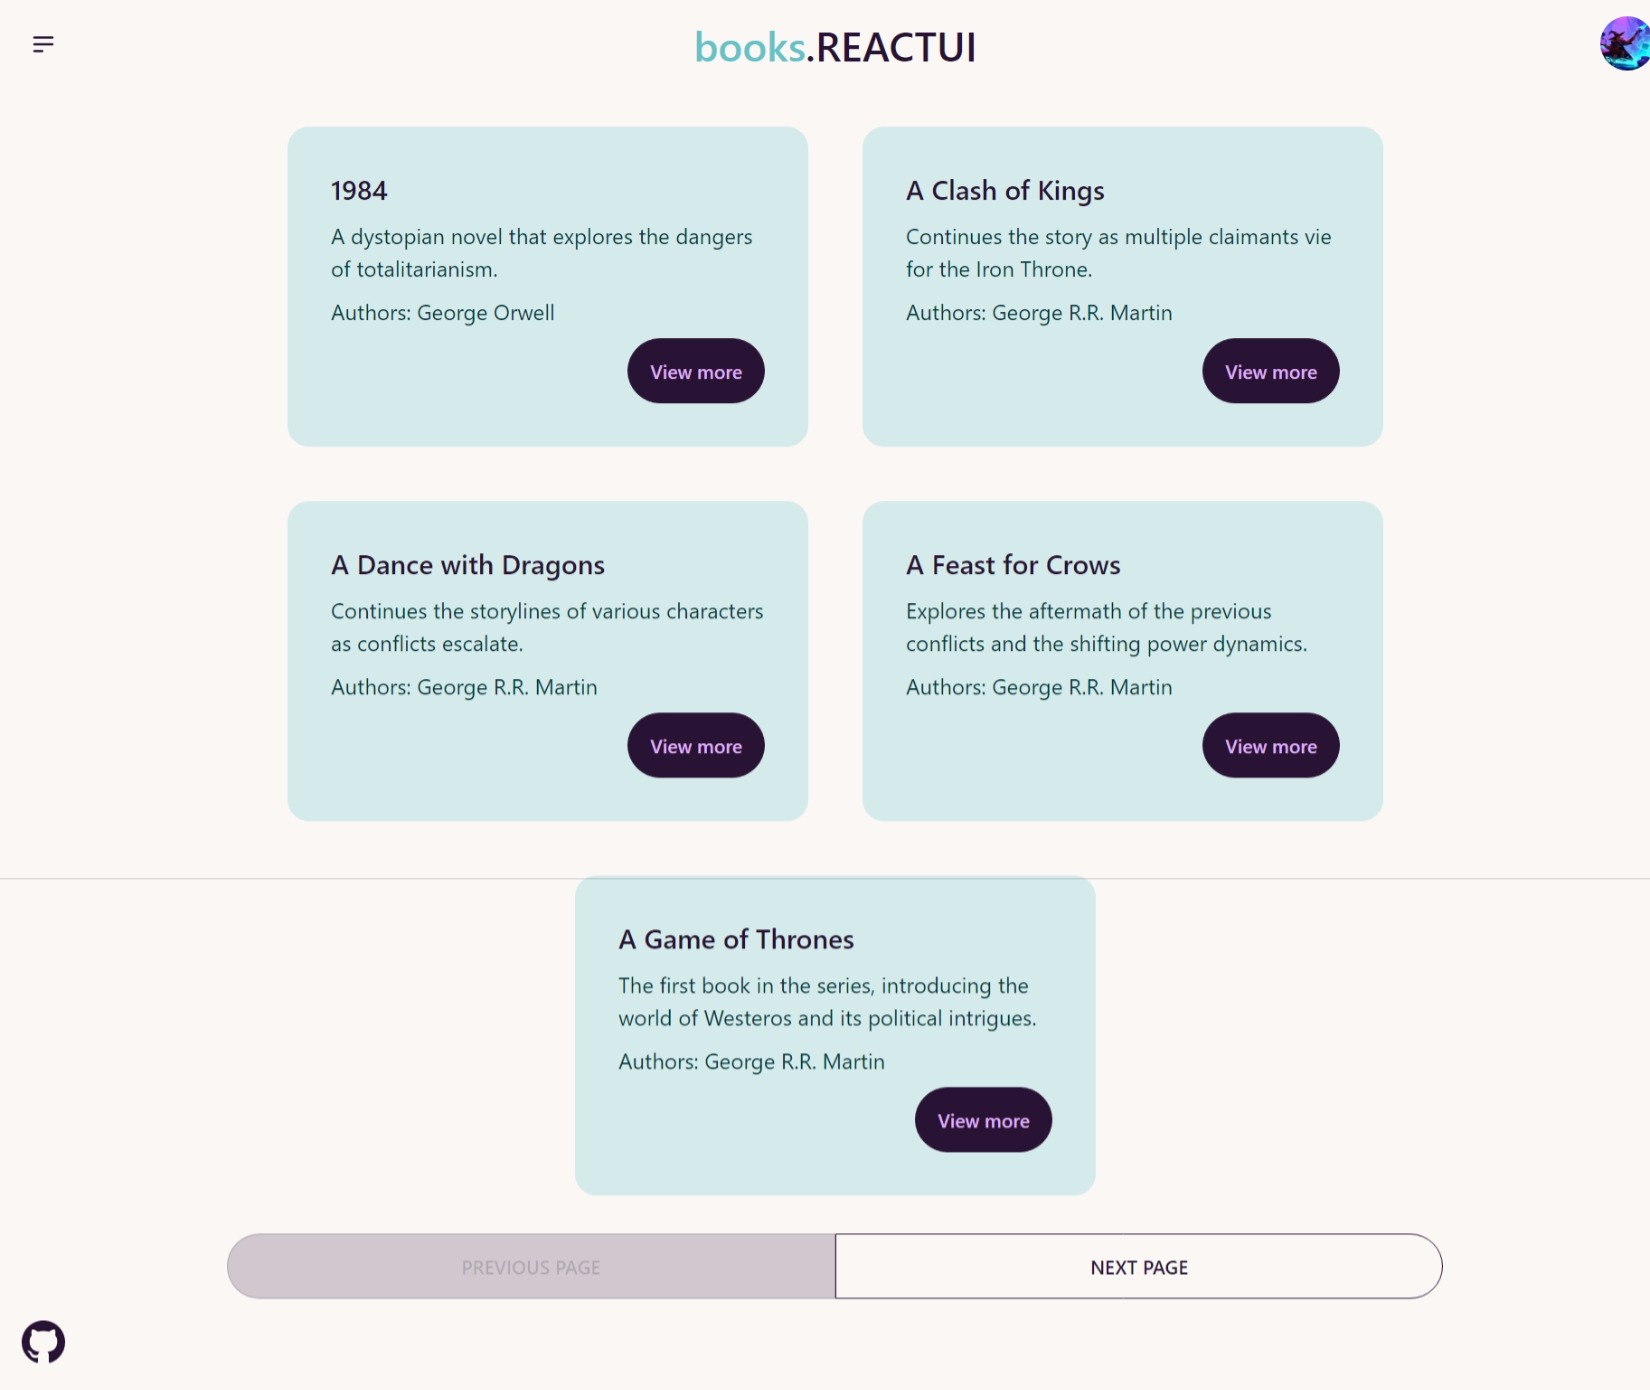 books.REACTUI
1984
A dystopian novel that explores the dangers
of totalitarianism.
Authors: George Orwell
View more
A Clash of Kings
Continues the story as multiple claimants vie
for the Iron Throne.
Authors: George R.R. Martin
View more
A Dance with Dragons
Continues the storylines of various characters
as conflicts escalate.
Authors: George R.R. Martin
View more
A Feast for Crows
Explores the aftermath of the previous
conflicts and the shifting power dynamics.
Authors: George R.R. Martin
View more
A Game of Thrones
The first book in the series, introducing the
world of Westeros and its political intrigues.
Authors: George R.R. Martin
View more
PREVIOUS PAGE
NEXT PAGE